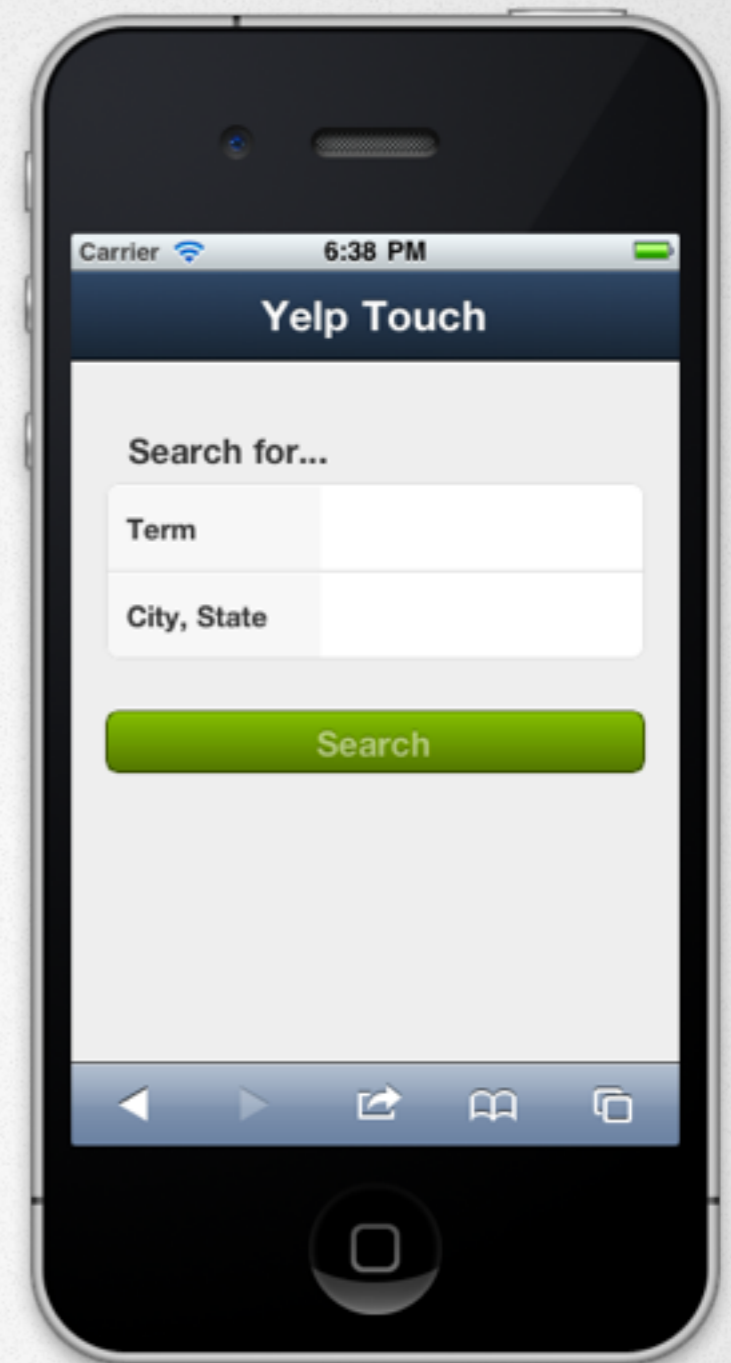 Carrier 6:38 PM
Yelp Touch
Search for...
Term
City, State
Search